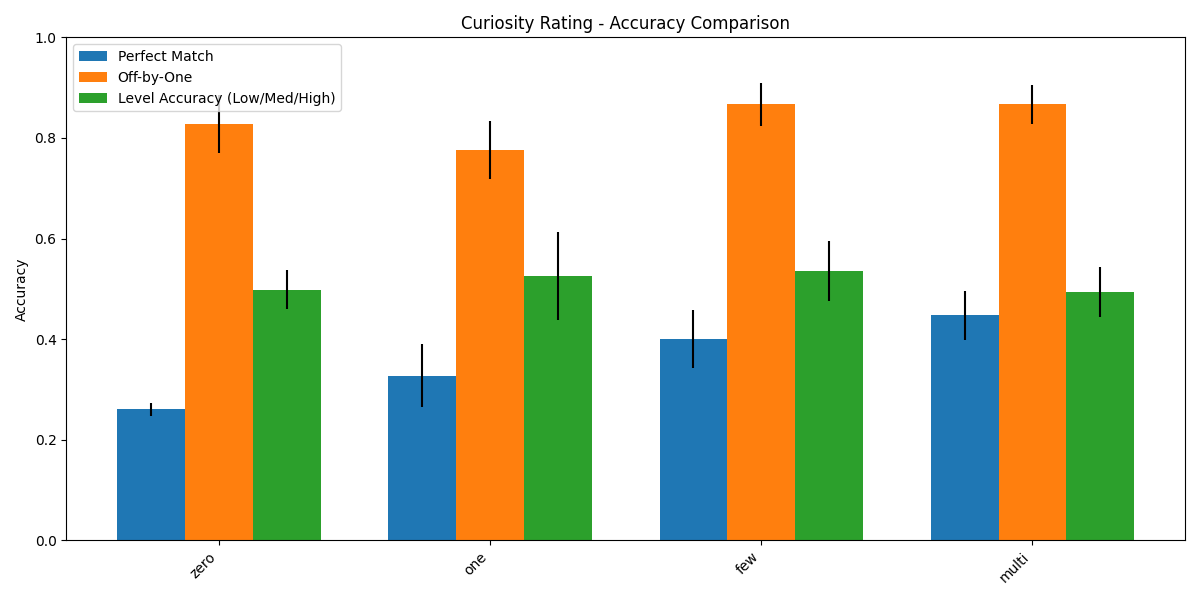 Curiosity Rating - Accuracy Comparison
Perfect Match
Off-by-One
Level Accuracy (Low/Med/High)
Accuracy
1.0
0.8
0.6
0.4
0.2
0.0
zero
one
few
multi